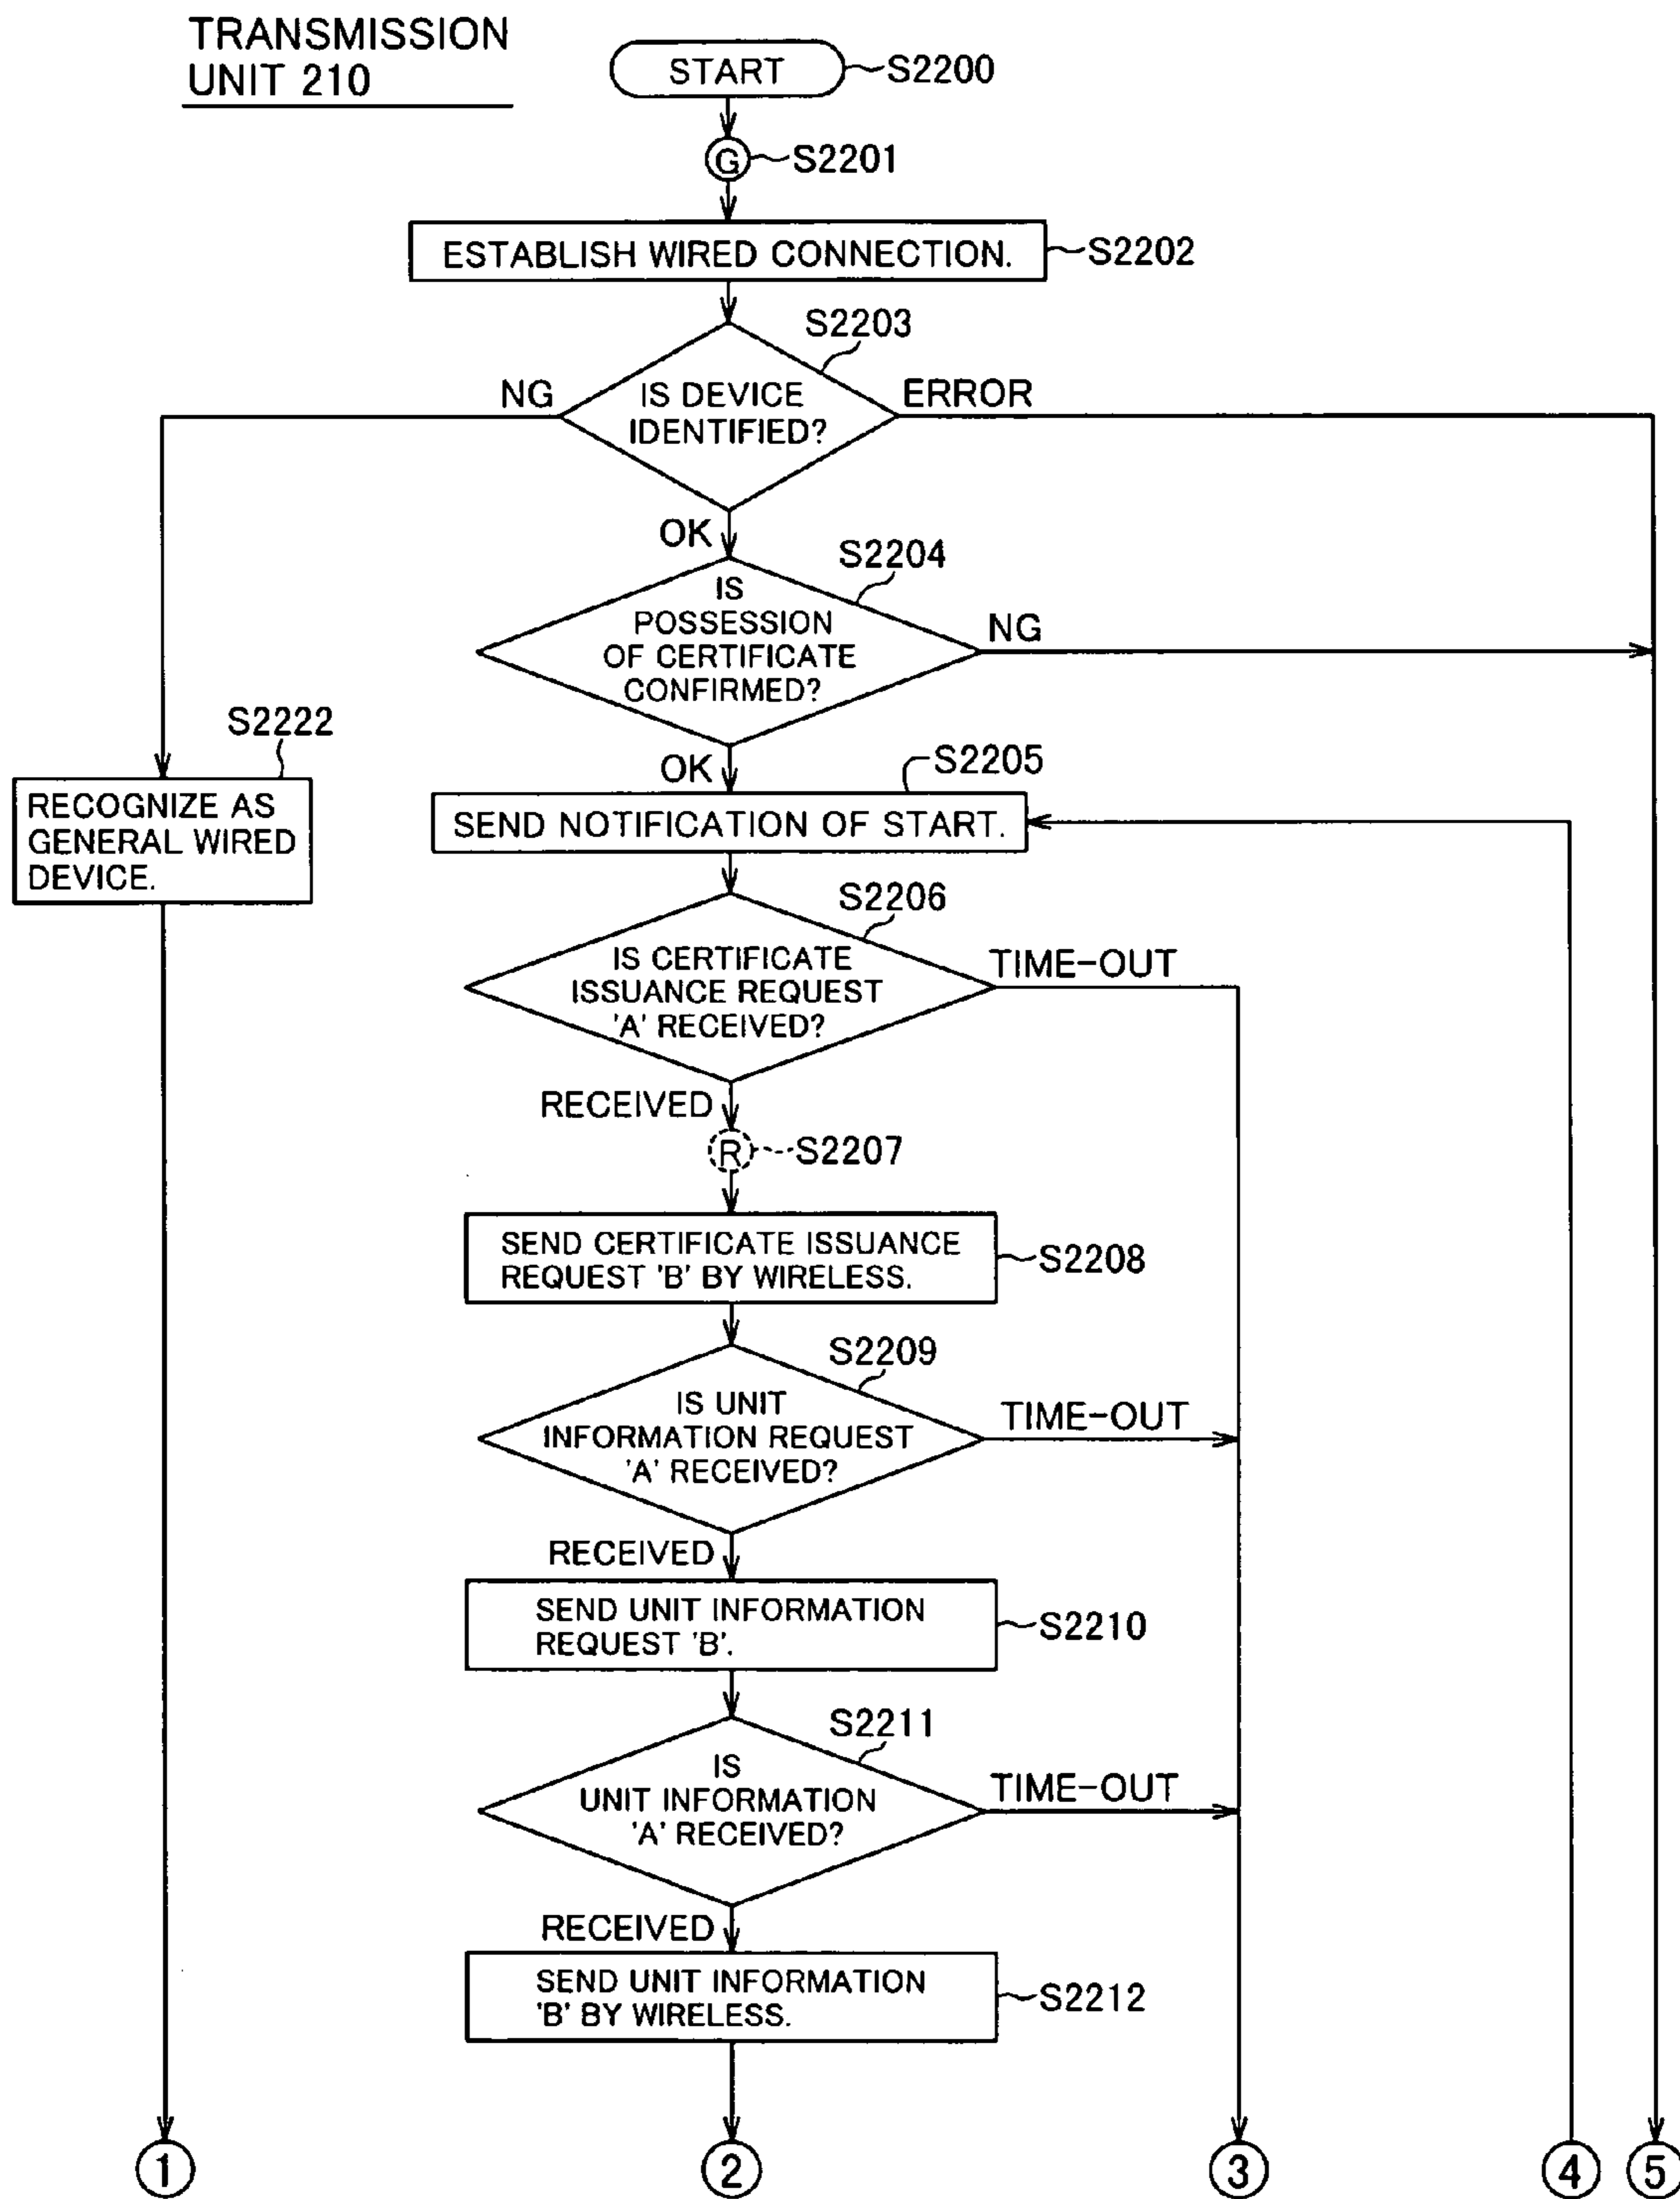 TRANSMISSION
UNIT 210
START
S2200
G
S2201
ESTABLISH WIRED CONNECTION.
S2202
S2203
NG
IS DEVICE
IDENTIFIED?
ERROR
OK
S2204
IS
POSSESSION
OF CERTIFICATE
CONFIRMED?
NG
S2222
RECOGNIZE AS
GENERAL WIRED
DEVICE.
OK
S2205
SEND NOTIFICATION OF START.
S2206
IS CERTIFICATE
ISSUANCE REQUEST
'A' RECEIVED?
TIME-OUT
RECEIVED
R
S2207
SEND CERTIFICATE ISSUANCE
REQUEST 'B' BY WIRELESS.
S2208
S2209
IS UNIT
INFORMATION REQUEST
'A' RECEIVED?
TIME-OUT
RECEIVED
SEND UNIT INFORMATION
REQUEST 'B'.
S2210
S2211
IS
UNIT INFORMATION
'A' RECEIVED?
TIME-OUT
RECEIVED
SEND UNIT INFORMATION
'B' BY WIRELESS.
S2212
1
2
3
4
5